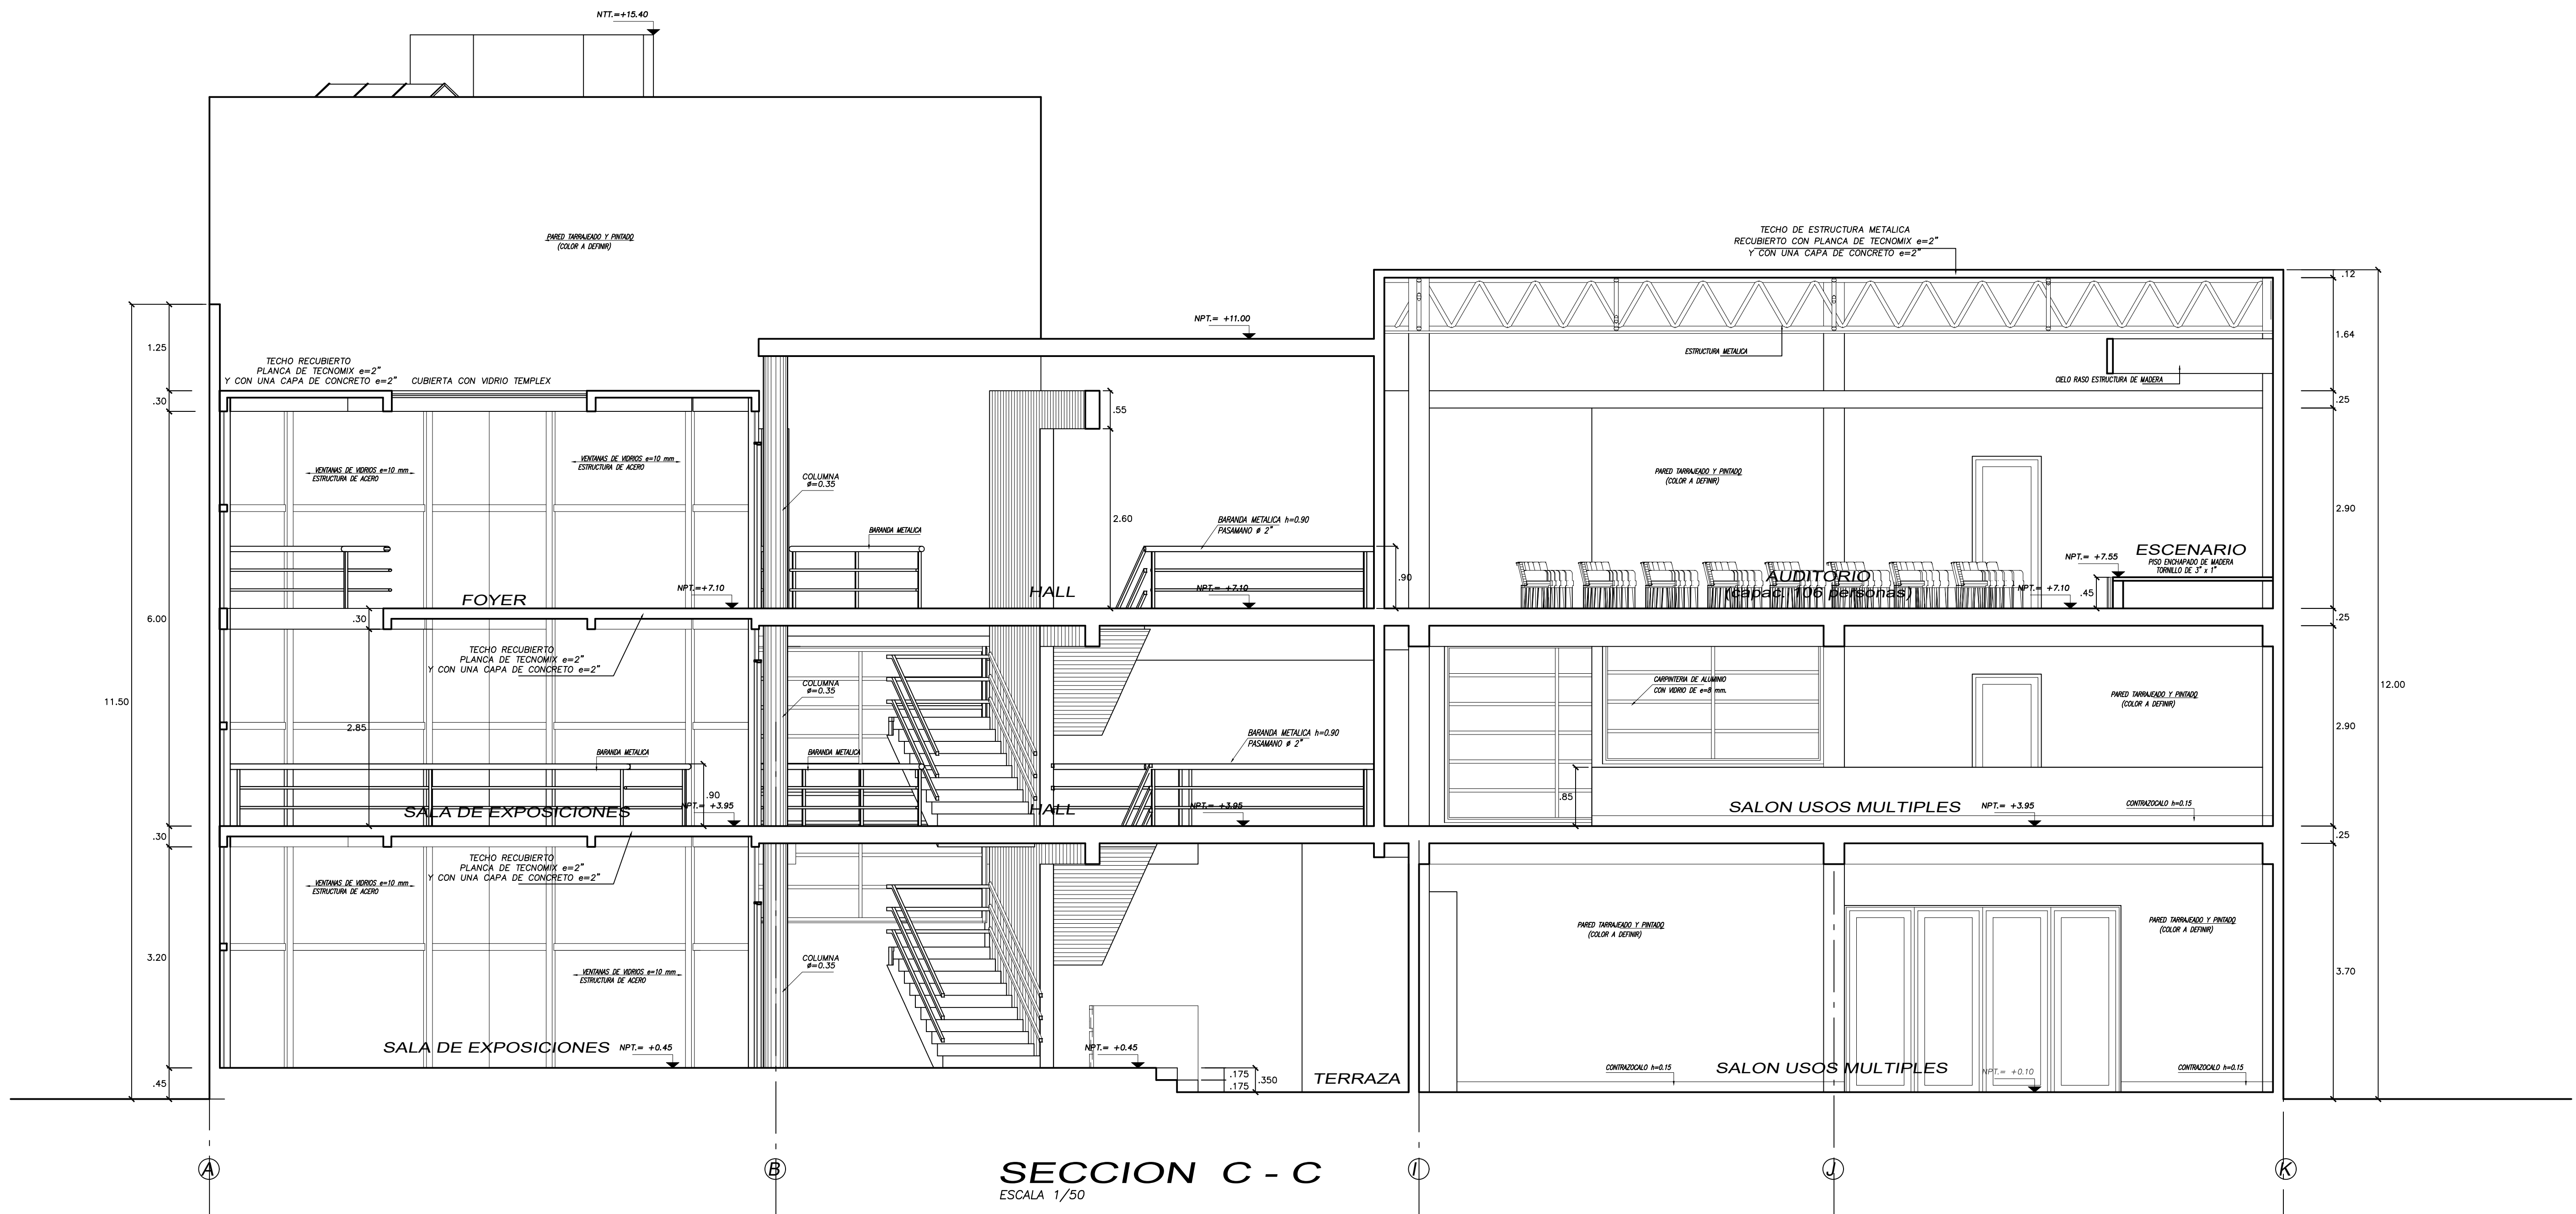 NTT.=+15.40
PARED TARRAJEADO Y PINTADO
(COLOR A DEFINIR)
TECHO DE ESTRUCTURA METALICA
RECUBIERTO CON PLANCA DE TECNOMIX e=2"
Y CON UNA CAPA DE CONCRETO e=2"
.12
NPT.= +11.00
1.25
1.64
ESTRUCTURA METALICA
TECHO RECUBIERTO
PLANCA DE TECNOMIX e=2"
Y CON UNA CAPA DE CONCRETO e=2"
CUBIERTA CON VIDRIO TEMPLEX
CIELO RASO ESTRUCTURA DE MADERA
.30
.55
.25
VENTANAS DE VIDRIOS e=10 mm
ESTRUCTURA DE ACERO
VENTANAS DE VIDRIOS e=10 mm
ESTRUCTURA DE ACERO
COLUMNA
ø=0.35
PARED TARRAJEADO Y PINTADO
(COLOR A DEFINIR)
2.60
2.90
BARANDA METALICA
BARANDA METALICA h=0.90
PASAMANO ø 2"
.90
NPT.= +7.55
ESCENARIO
PISO ENCHAPADO DE MADERA
TORNILLO DE 3" x 1"
FOYER
NPT.=+7.10
HALL
NPT.=+7.10
AUDITORIO
(capac. 106 personas)
NPT.= +7.10
.45
6.00
.30
.25
TECHO RECUBIERTO
PLANCA DE TECNOMIX e=2"
Y CON UNA CAPA DE CONCRETO e=2"
COLUMNA
ø=0.35
CARPINTERIA DE ALUMINIO
CON VIDRIO DE e=8 mm.
PARED TARRAJEADO Y PINTADO
(COLOR A DEFINIR)
11.50
12.00
2.85
2.90
BARANDA METALICA
BARANDA METALICA
BARANDA METALICA h=0.90
PASAMANO ø 2"
.90
.85
SALA DE EXPOSICIONES
NPT.= +3.95
HALL
NPT.= +3.95
SALON USOS MULTIPLES
NPT.= +3.95
CONTRAZOCALO h=0.15
.30
.25
TECHO RECUBIERTO
PLANCA DE TECNOMIX e=2"
Y CON UNA CAPA DE CONCRETO e=2"
VENTANAS DE VIDRIOS e=10 mm
ESTRUCTURA DE ACERO
PARED TARRAJEADO Y PINTADO
(COLOR A DEFINIR)
PARED TARRAJEADO Y PINTADO
(COLOR A DEFINIR)
3.20
VENTANAS DE VIDRIOS e=10 mm
ESTRUCTURA DE ACERO
COLUMNA
ø=0.35
3.70
SALA DE EXPOSICIONES
NPT.= +0.45
NPT.= +0.45
.175
.175
.350
TERRAZA
CONTRAZOCALO h=0.15
SALON USOS MULTIPLES
NPT.= +0.10
CONTRAZOCALO h=0.15
.45
A
B
I
J
K
SECCION C - C
ESCALA 1/50